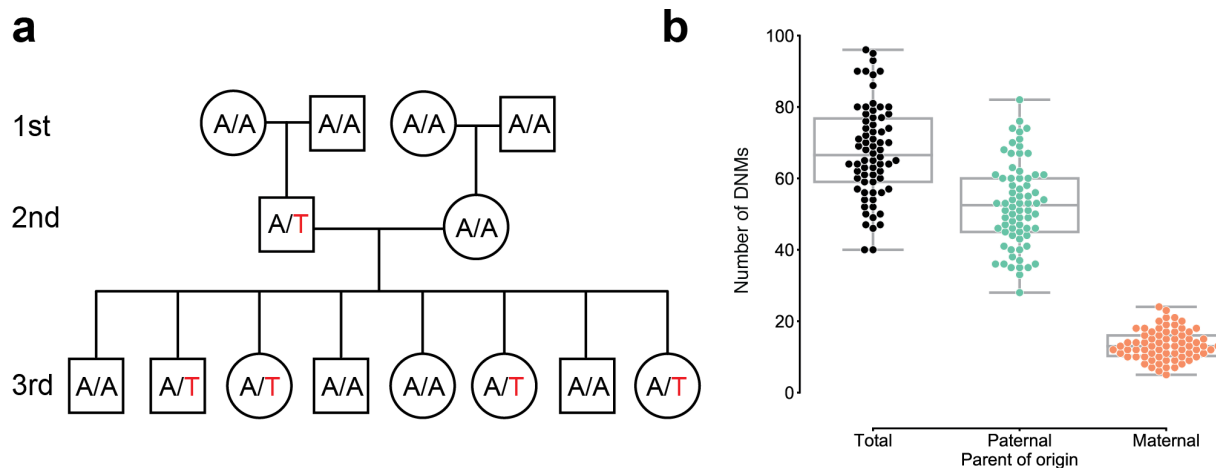 a
1st
A/A A/A A/A A/A
2nd
A/T A/A
3rd
A/A A/T A/T A/A A/A A/T A/A A/T
b
100
80
60
40
20
0
Number of DNMs
Total Paternal Maternal
Parent of origin